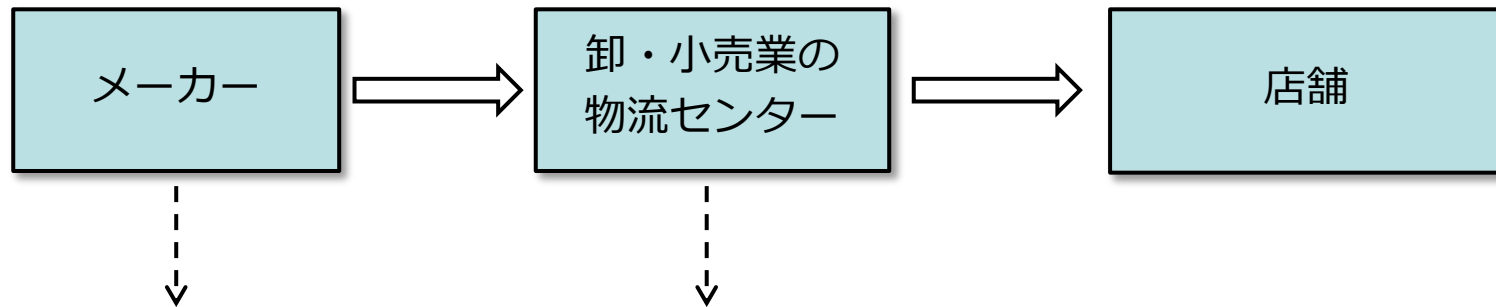 メーカー
卸・小売業の
物流センター
店舗